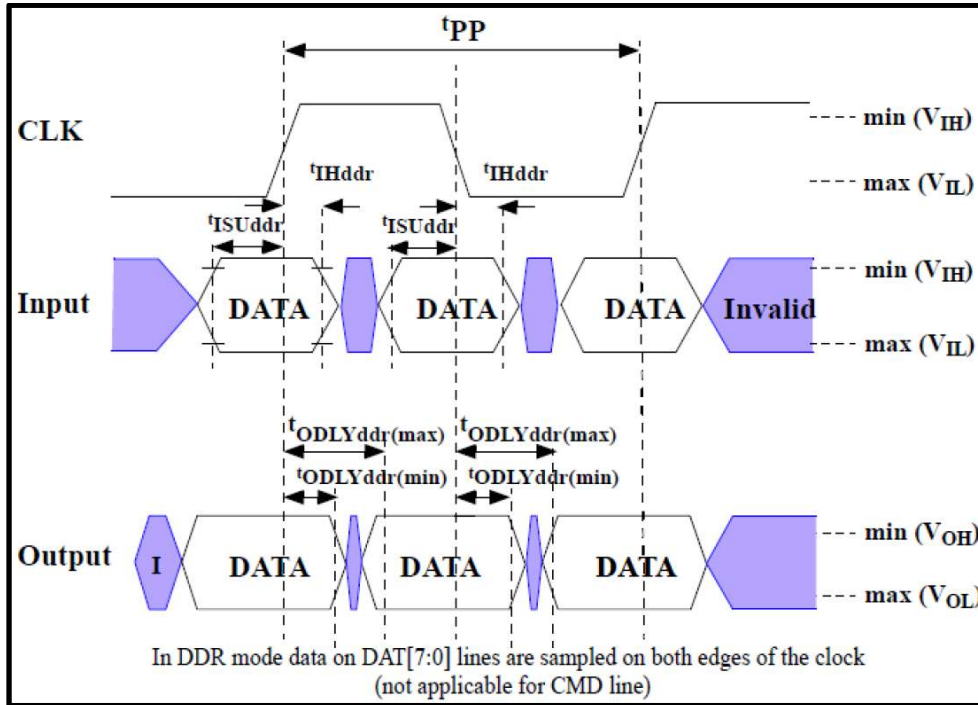 tPP
CLK
min (VIH)
tIHddr tIHddr
max (VIL)
tISUddr tISUddr
Input DATA DATA DATA Invalid
min (VIH)
max (VIL)
tODLYddr(max) tODLYddr(max)
tODLYddr(min) tODLYddr(min)
min (VOH)
Output I DATA DATA DATA
max (VOL)
In DDR mode data on DAT[7:0] lines are sampled on both edges of the clock
(not applicable for CMD line)